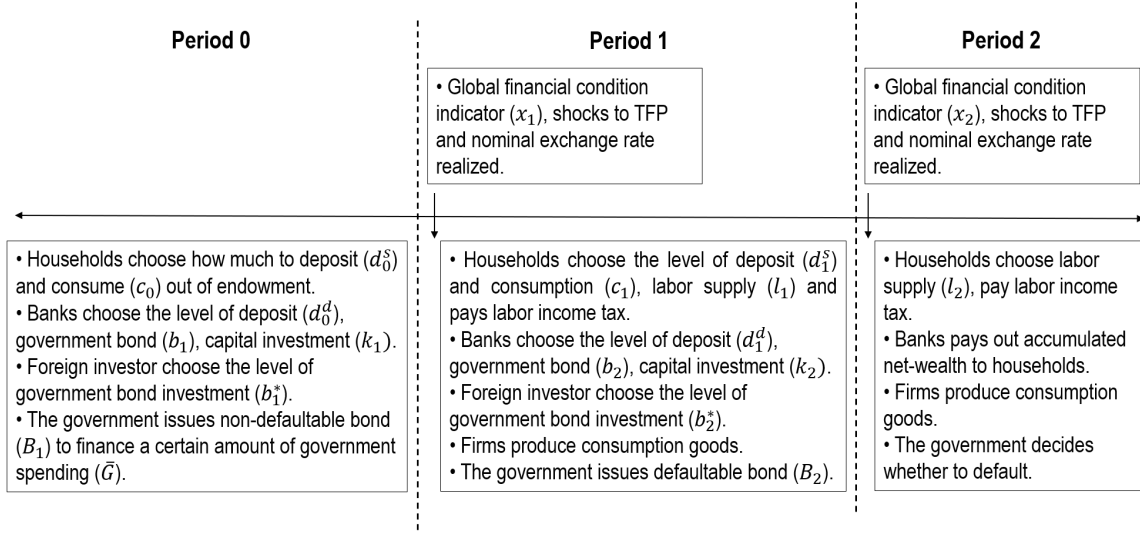 Period 0
Period 1
Period 2
• Global financial condition
indicator (x₁), shocks to TFP
and nominal exchange rate
realized.
• Global financial condition
indicator (x₂), shocks to TFP
and nominal exchange rate
realized.
• Households choose how much to deposit (d₀ˢ)
and consume (c₀) out of endowment.
• Banks choose the level of deposit (d₀ᵈ),
government bond (b₁), capital investment (k₁).
• Foreign investor choose the level of
government bond investment (b₁*).
• The government issues non-defaultable bond
(B₁) to finance a certain amount of government
spending (Ḡ).
• Households choose the level of deposit (d₁ˢ)
and consumption (c₁), labor supply (l₁) and
pays labor income tax.
• Banks choose the level of deposit (d₁ᵈ),
government bond (b₂), capital investment (k₂).
• Foreign investor choose the level of
government bond investment (b₂*).
• Firms produce consumption goods.
• The government issues defaultable bond (B₂).
• Households choose labor
supply (l₂), pay labor income
tax.
• Banks pays out accumulated
net-wealth to households.
• Firms produce consumption
goods.
• The government decides
whether to default.